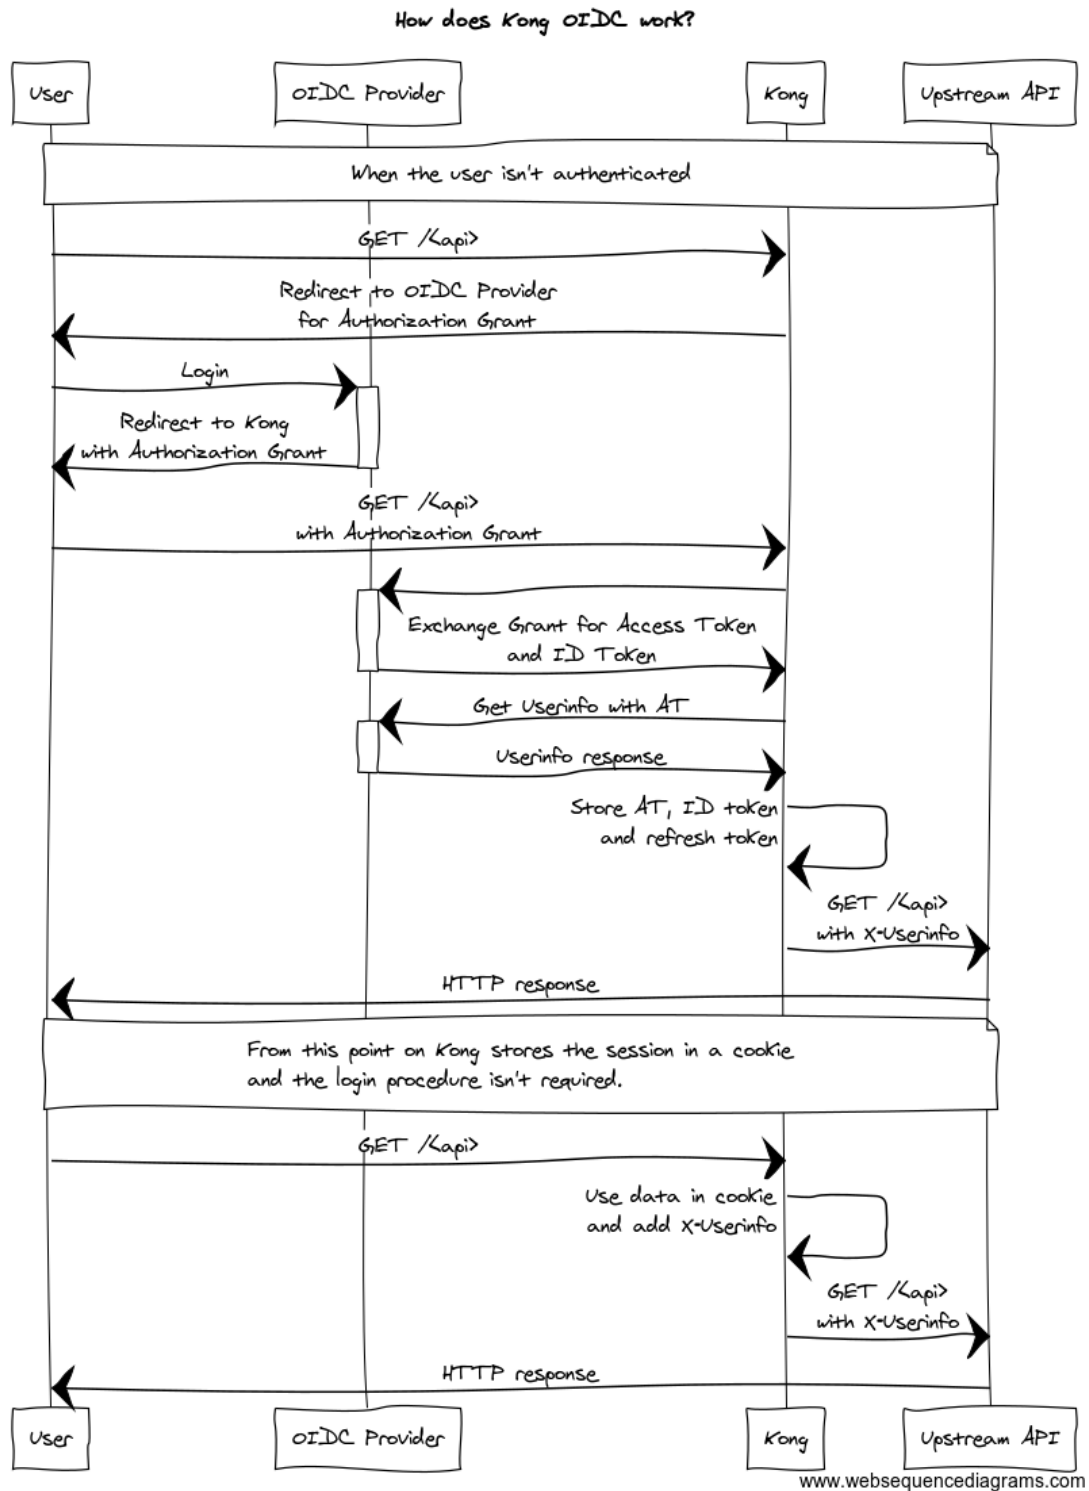 How does Kong OIDC work?
User
OIDC Provider
Kong
Upstream API
When the user isn't authenticated
GET /<api>
Redirect to OIDC Provider
for Authorization Grant
Login
Redirect to Kong
with Authorization Grant
GET /<api>
with Authorization Grant
Exchange Grant for Access Token
and ID Token
Get Userinfo with AT
Userinfo response
Store AT, ID token
and refresh token
GET /<api>
with X-Userinfo
HTTP response
From this point on Kong stores the session in a cookie
and the login procedure isn't required.
GET /<api>
Use data in cookie
and add X-Userinfo
GET /<api>
with X-Userinfo
HTTP response
User
OIDC Provider
Kong
Upstream API
www.websequencediagrams.com